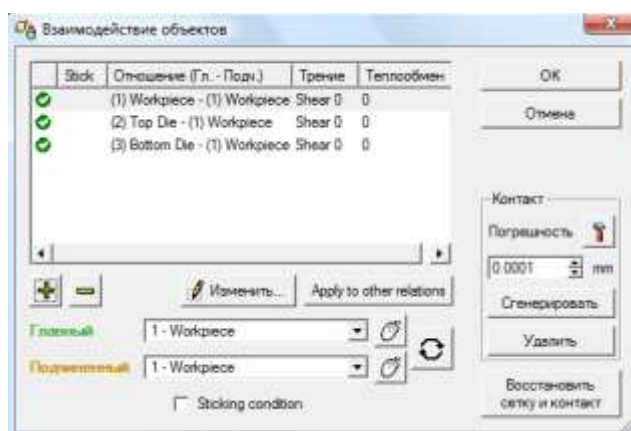 Взаимодействие объектов
Stick Отношение (Гл. - Подч.) Трение Теплообмен
(1) Workpiece - (1) Workpiece Shear 0 0
(2) Top Die - (1) Workpiece Shear 0 0
(3) Bottom Die - (1) Workpiece Shear 0 0
OK
Отмена
Контакт
Погрешность
0.0001 mm
Сгенерировать
Удалить
Восстановить
сетку и контакт
Изменить...
Apply to other relations
Главный 1 - Workpiece
Подчиненный 1 - Workpiece
Sticking condition